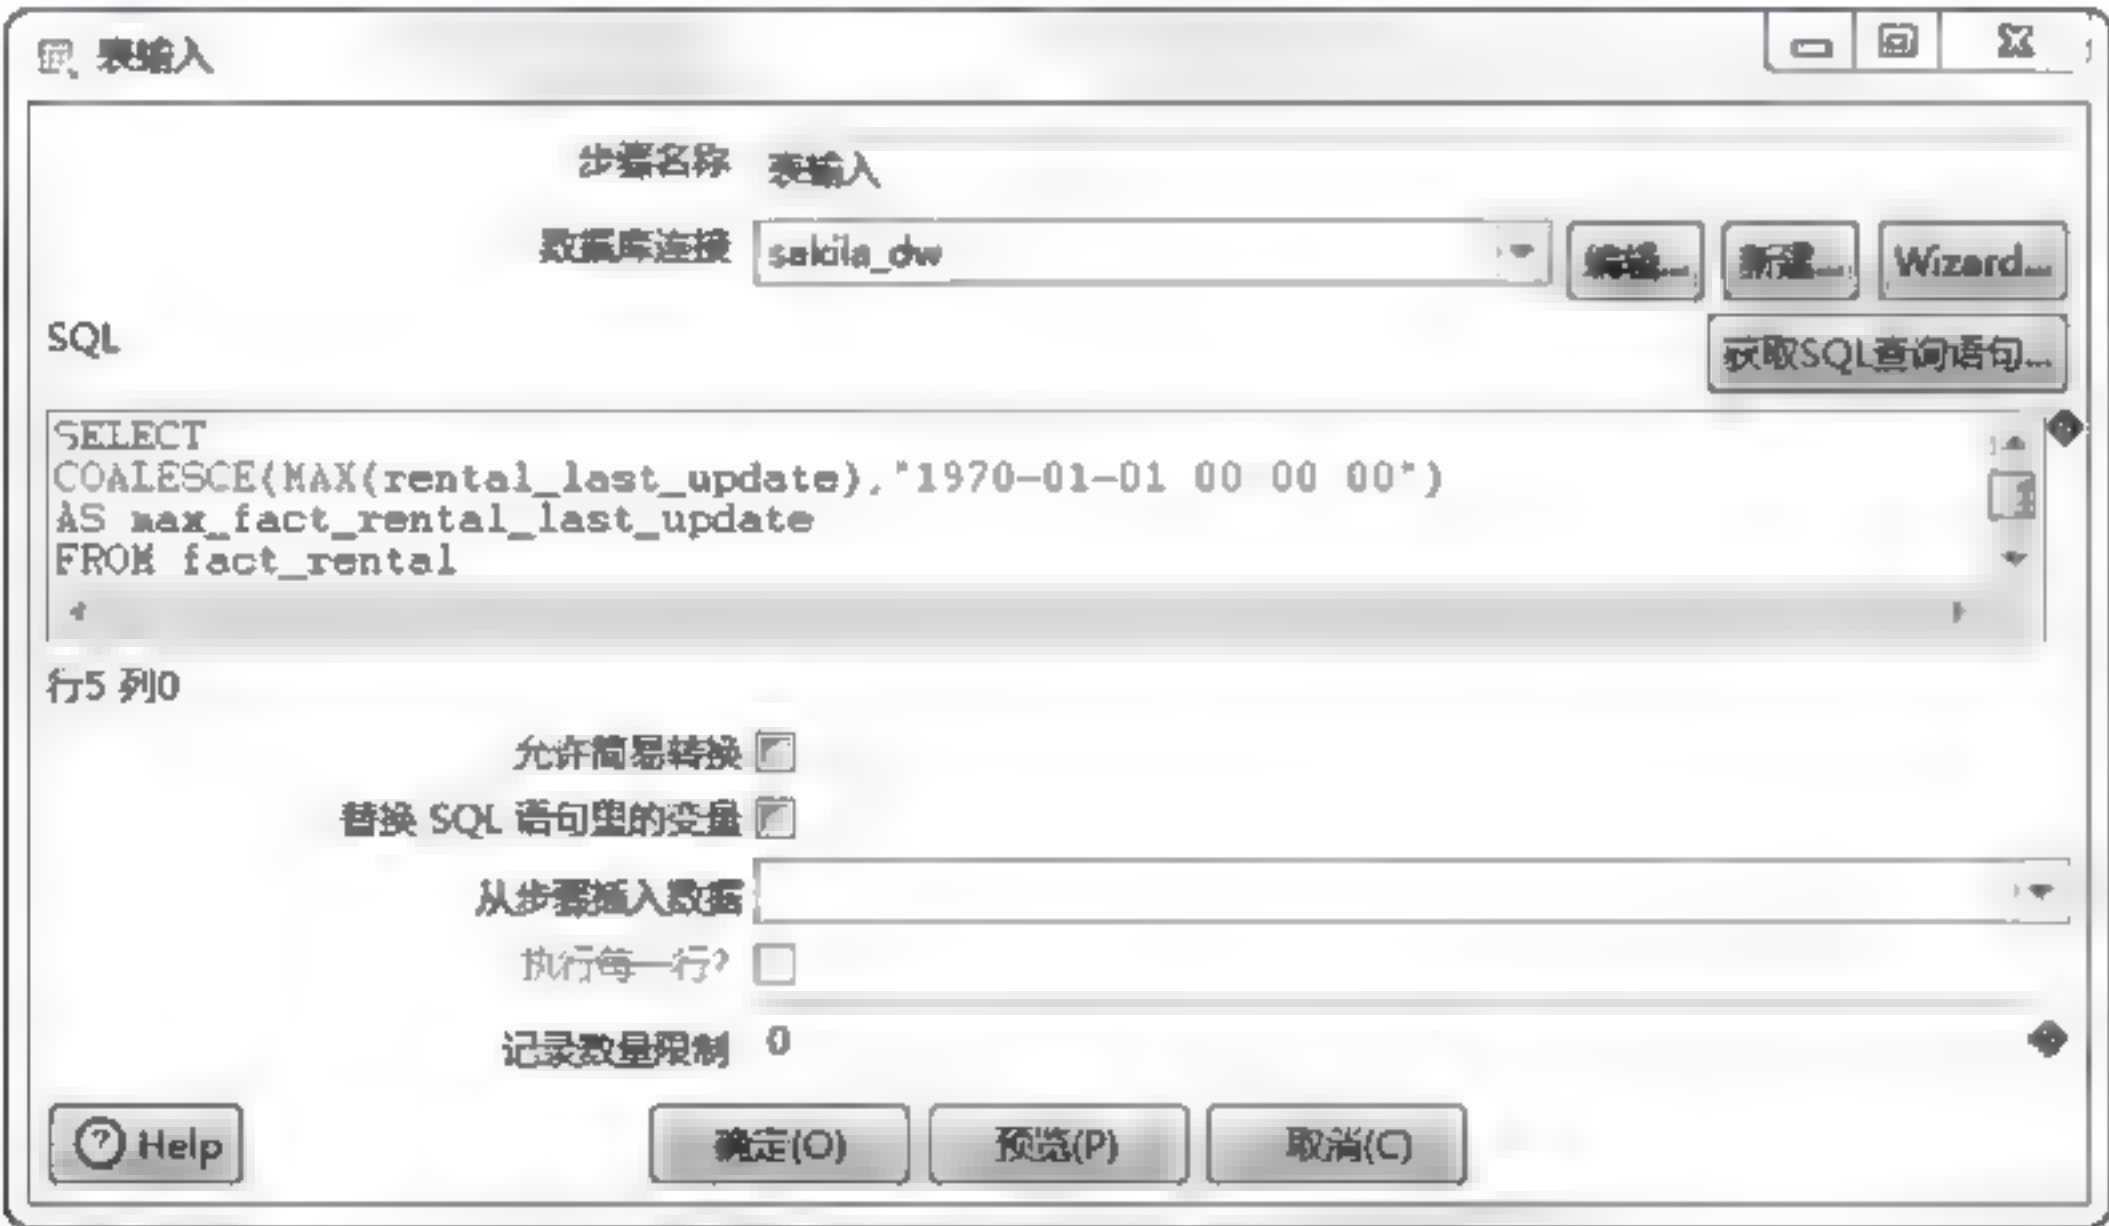 表输入
步骤名称 表输入
数据库连接 sakila_dw 编辑... 新建... Wizard...
SQL 获取SQL查询语句...
SELECT
COALESCE(MAX(rental_last_update),"1970-01-01 00 00 00")
AS max_fact_rental_last_update
FROM fact_rental
行5 列0
允许简易转换
替换 SQL 语句里的变量
从步骤插入数据
执行每一行?
记录数量限制 0
Help 确定(O) 预览(P) 取消(C)